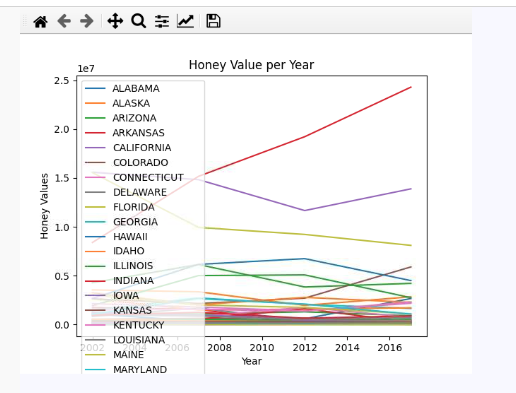 Honey Value per Year
1e7
2.5
2.0
1.5
1.0
0.5
0.0
Honey Values
ALABAMA
ALASKA
ARIZONA
ARKANSAS
CALIFORNIA
COLORADO
CONNECTICUT
DELAWARE
FLORIDA
GEORGIA
HAWAII
IDAHO
ILLINOIS
INDIANA
IOWA
KANSAS
KENTUCKY
LOUISIANA
MAINE
MARYLAND
2002 2004 2006 2008 2010 2012 2014 2016
Year